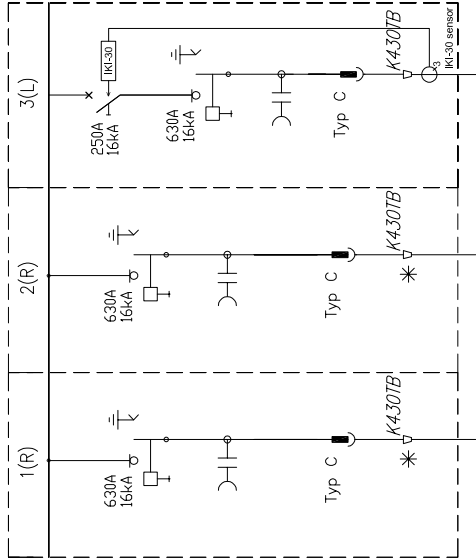 3(L)
IKI-30
250A
16kA
630A
16kA
Typ C
K430TB
x3
IKI-30 sensor
2(R)
630A
16kA
Typ C
K430TB
1(R)
630A
16kA
Typ C
K430TB